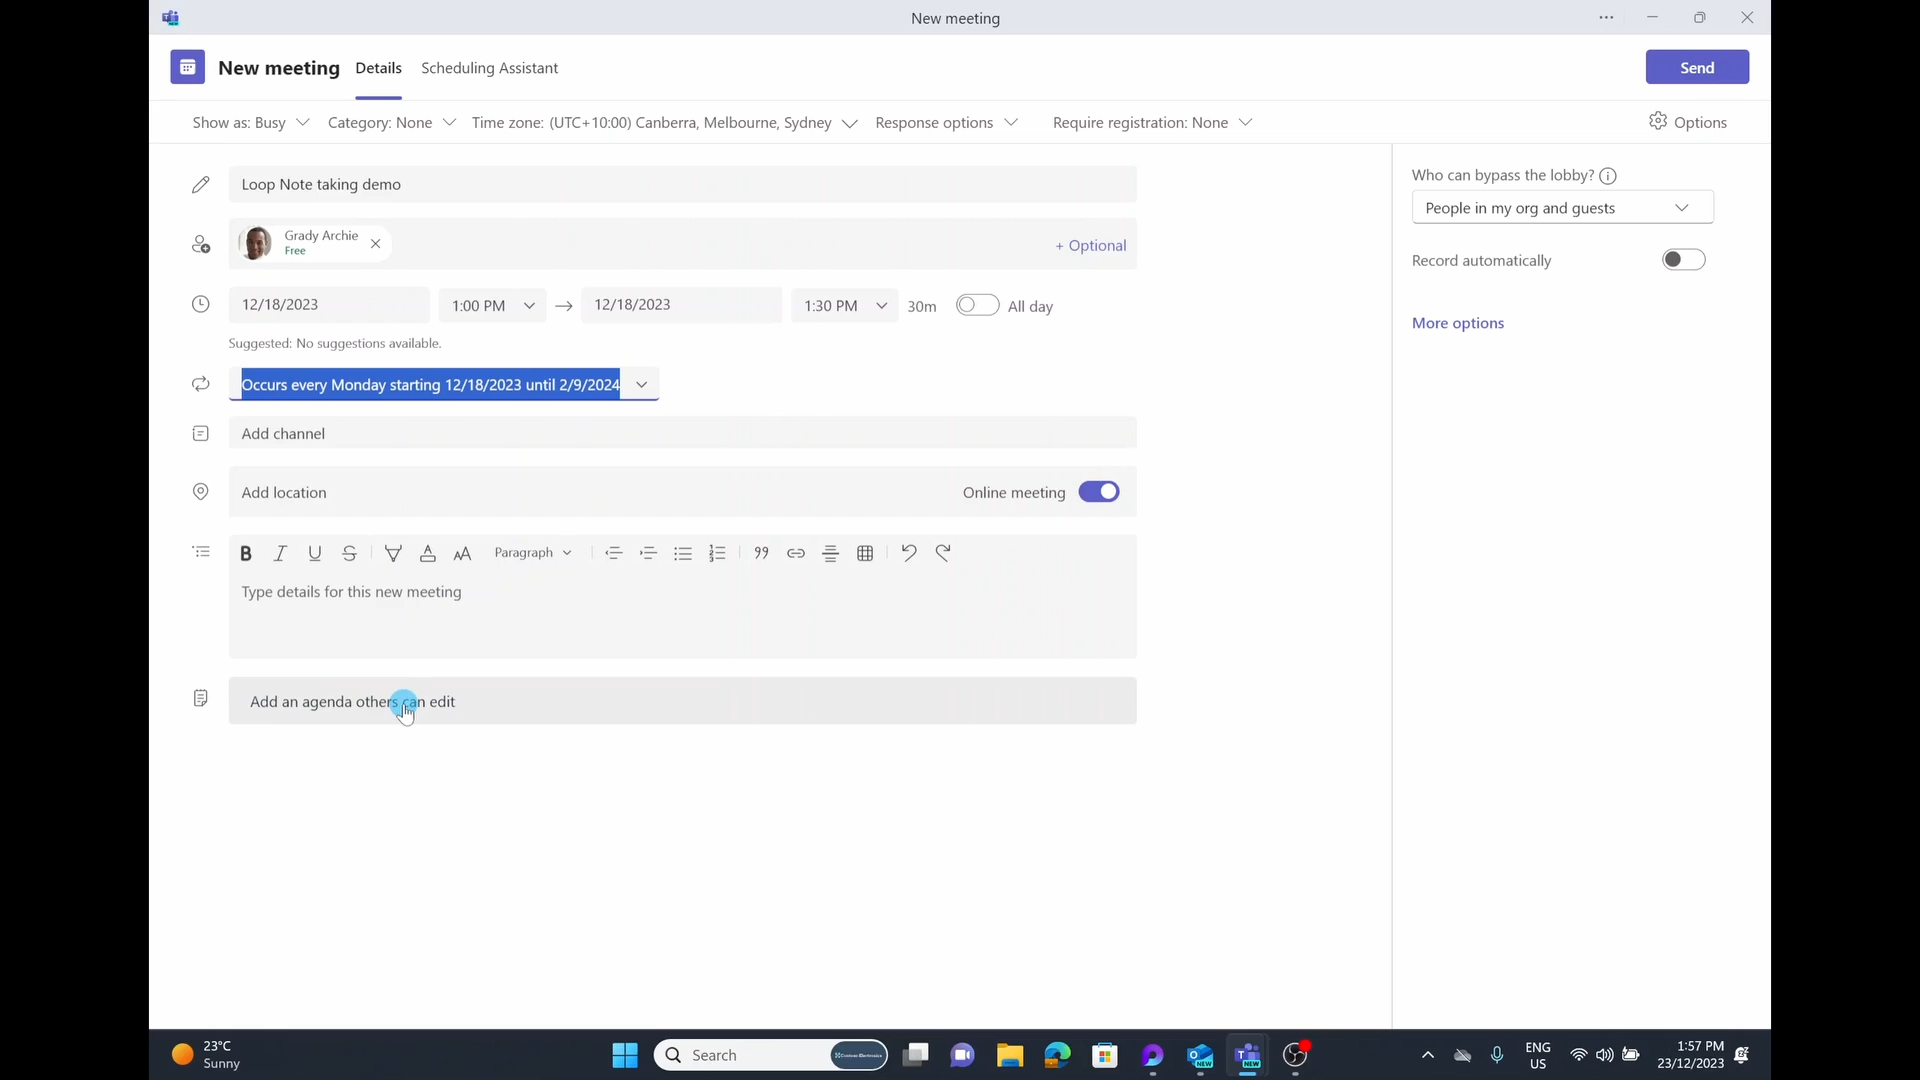 New meeting
New meeting
Details
Scheduling Assistant
Send
Show as: Busy
Category: None
Time zone: (UTC+10:00) Canberra, Melbourne, Sydney
Response options
Require registration: None
Options
Loop Note taking demo
Grady Archie
Free
+ Optional
12/18/2023
1:00 PM
12/18/2023
1:30 PM
30m
All day
Suggested: No suggestions available.
Occurs every Monday starting 12/18/2023 until 2/9/2024
Add channel
Add location
Online meeting
Paragraph
Type details for this new meeting
Add an agenda others can edit
Who can bypass the lobby?
People in my org and guests
Record automatically
More options
23°C
Sunny
Search
NEW
NEW
ENG
US
1:57 PM
23/12/2023